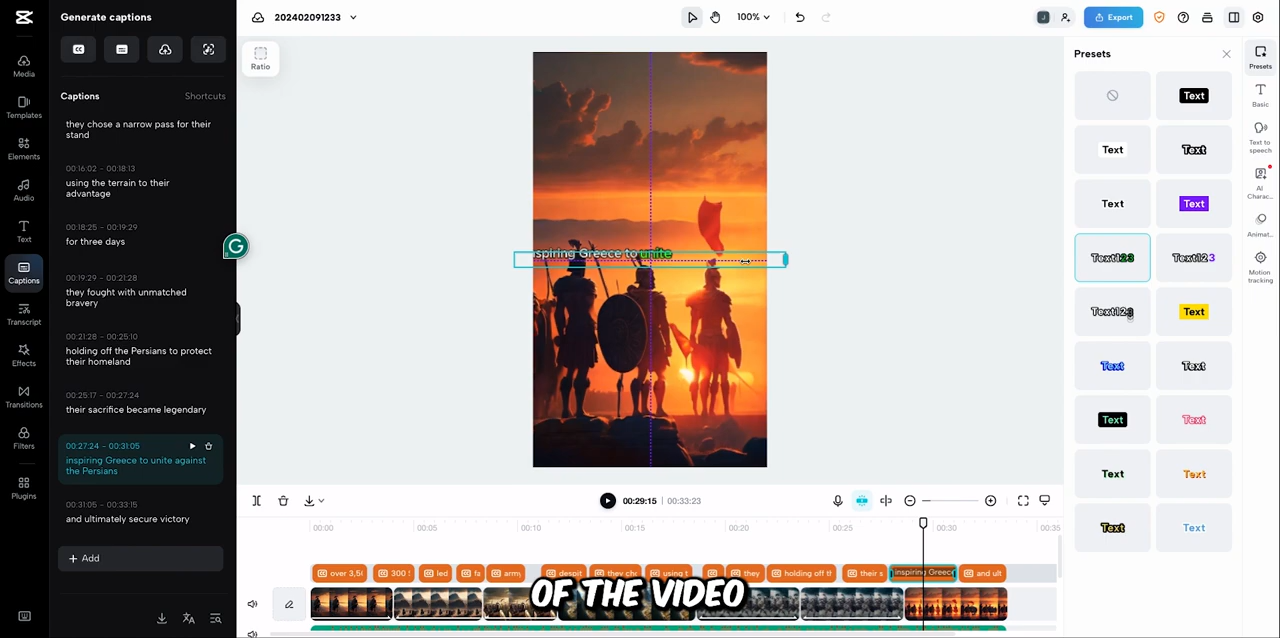 Generate captions
202402091233
100%
Export
Media
Templates
Elements
Audio
Text
Captions
Transcript
Effects
Transitions
Filters
Plugins
Captions
Shortcuts
they chose a narrow pass for their
stand
00:16:02 - 00:18:13
using the terrain to their
advantage
00:18:25 - 00:19:29
for three days
00:19:29 - 00:21:28
they fought with unmatched
bravery
00:21:28 - 00:25:10
holding off the Persians to protect
their homeland
00:25:17 - 00:27:24
their sacrifice became legendary
00:27:24 - 00:31:05
inspiring Greece to unite against
the Persians
00:31:05 - 00:33:15
and ultimately secure victory
+ Add
Ratio
spiring Greece to unite
Presets
Text
Text
Text
Text
Text
Text123
Text123
Text123
Text
Text
Text
Text
Text
Text
Text
Text
Text
Presets
Basic
Text to
speech
AI
Charac...
Animat...
Motion
tracking
00:29:15 | 00:33:23
00:00
00:05
00:10
00:15
00:20
00:25
00:30
00:35
over 3,5
300
led
fa
army
despit
they ch
using t
they
holding off th
their s
inspiring Greec
and ult
OF THE VIDEO